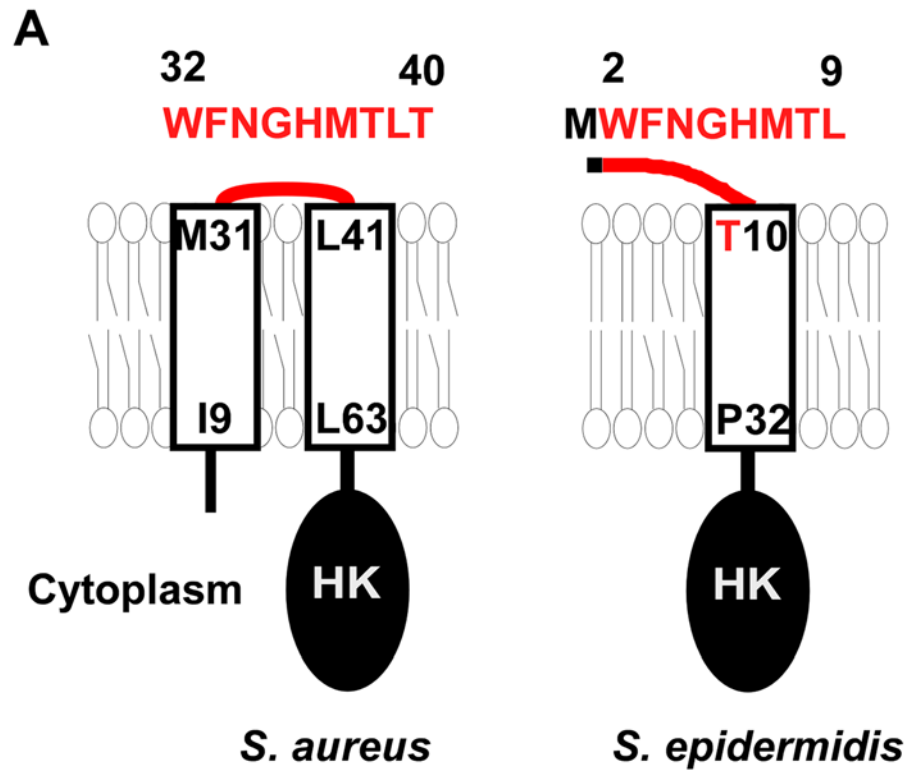 A
32 40 2 9
WFNGHMTLT MWFNGHMTL
M31 L41 T10
I9 L63 P32
HK HK
Cytoplasm
S. aureus S. epidermidis